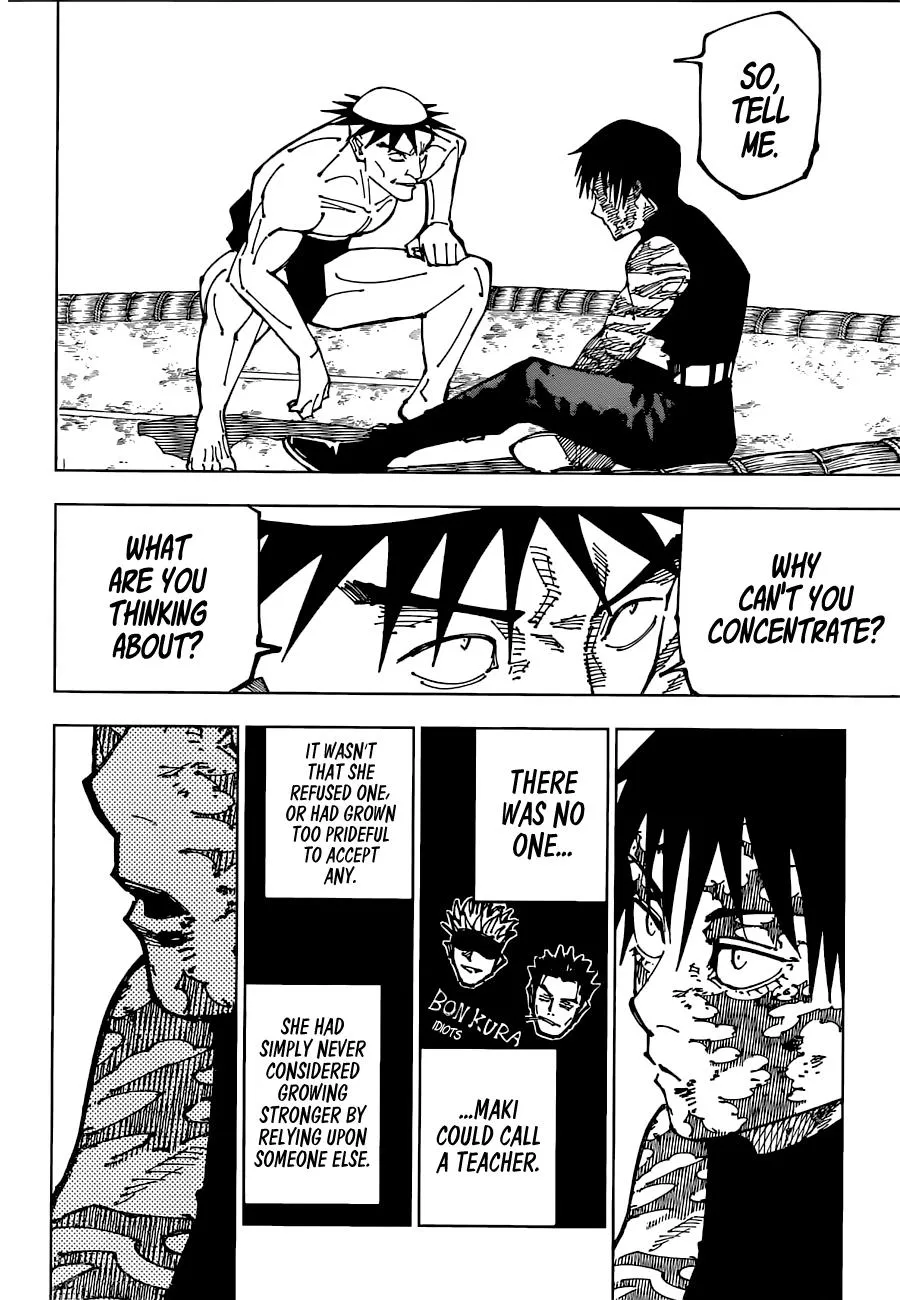 SO,
TELL
ME.
WHY
CAN'T YOU
CONCENTRATE?
WHAT
ARE YOU
THINKING
ABOUT?
THERE
WAS NO
ONE...
BONKURA
IDIOTS
...MAKI
COULD CALL
A TEACHER.
IT WASN'T
THAT SHE
REFUSED ONE,
OR HAD GROWN
TOO PRIDEFUL
TO ACCEPT
ANY.
SHE HAD
SIMPLY NEVER
CONSIDERED
GROWING
STRONGER BY
RELYING UPON
SOMEONE ELSE.